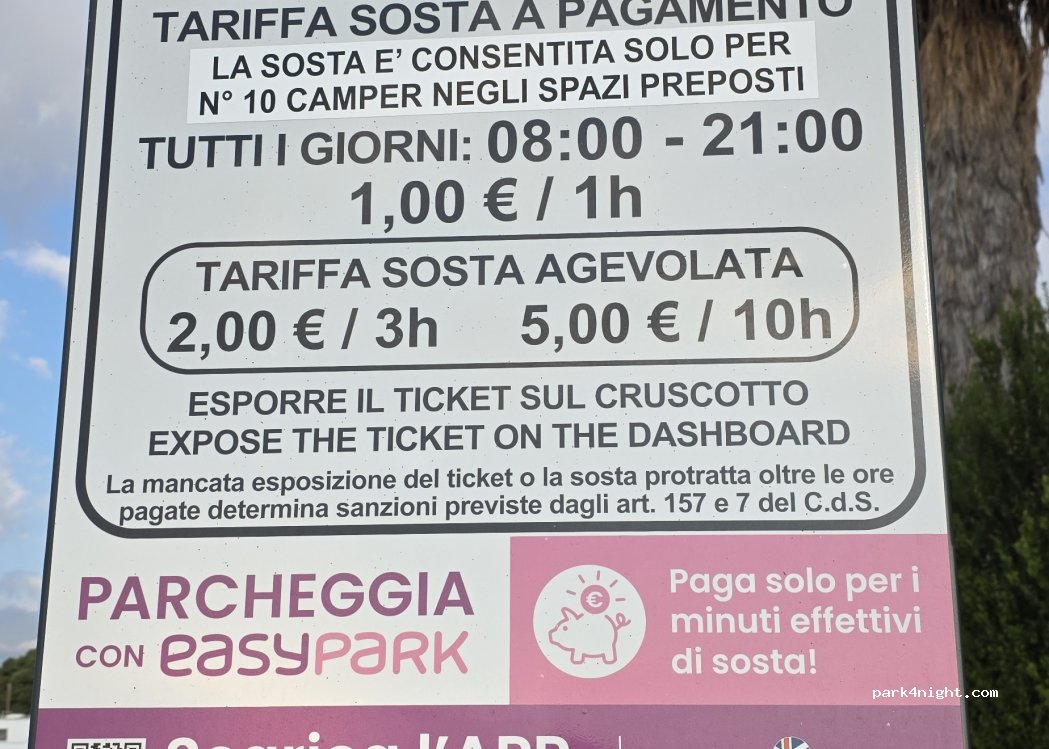 TARIFFA SOSTA A PAGAMENTO
LA SOSTA E’ CONSENTITA SOLO PER
N° 10 CAMPER NEGLI SPAZI PREPOSTI
TUTTI I GIORNI: 08:00 - 21:00
1,00 € / 1h
TARIFFA SOSTA AGEVOLATA
2,00 € / 3h 5,00 € / 10h
ESPORRE IL TICKET SUL CRUSCOTTO
EXPOSE THE TICKET ON THE DASHBOARD
La mancata esposizione del ticket o la sosta protratta oltre le ore
pagate determina sanzioni previste dagli art. 157 e 7 del C.d.S.
PARCHEGGIA
CON easyPARK
€
Paga solo per i
minuti effettivi
di sosta!
park4night.com
Scarica l'APP